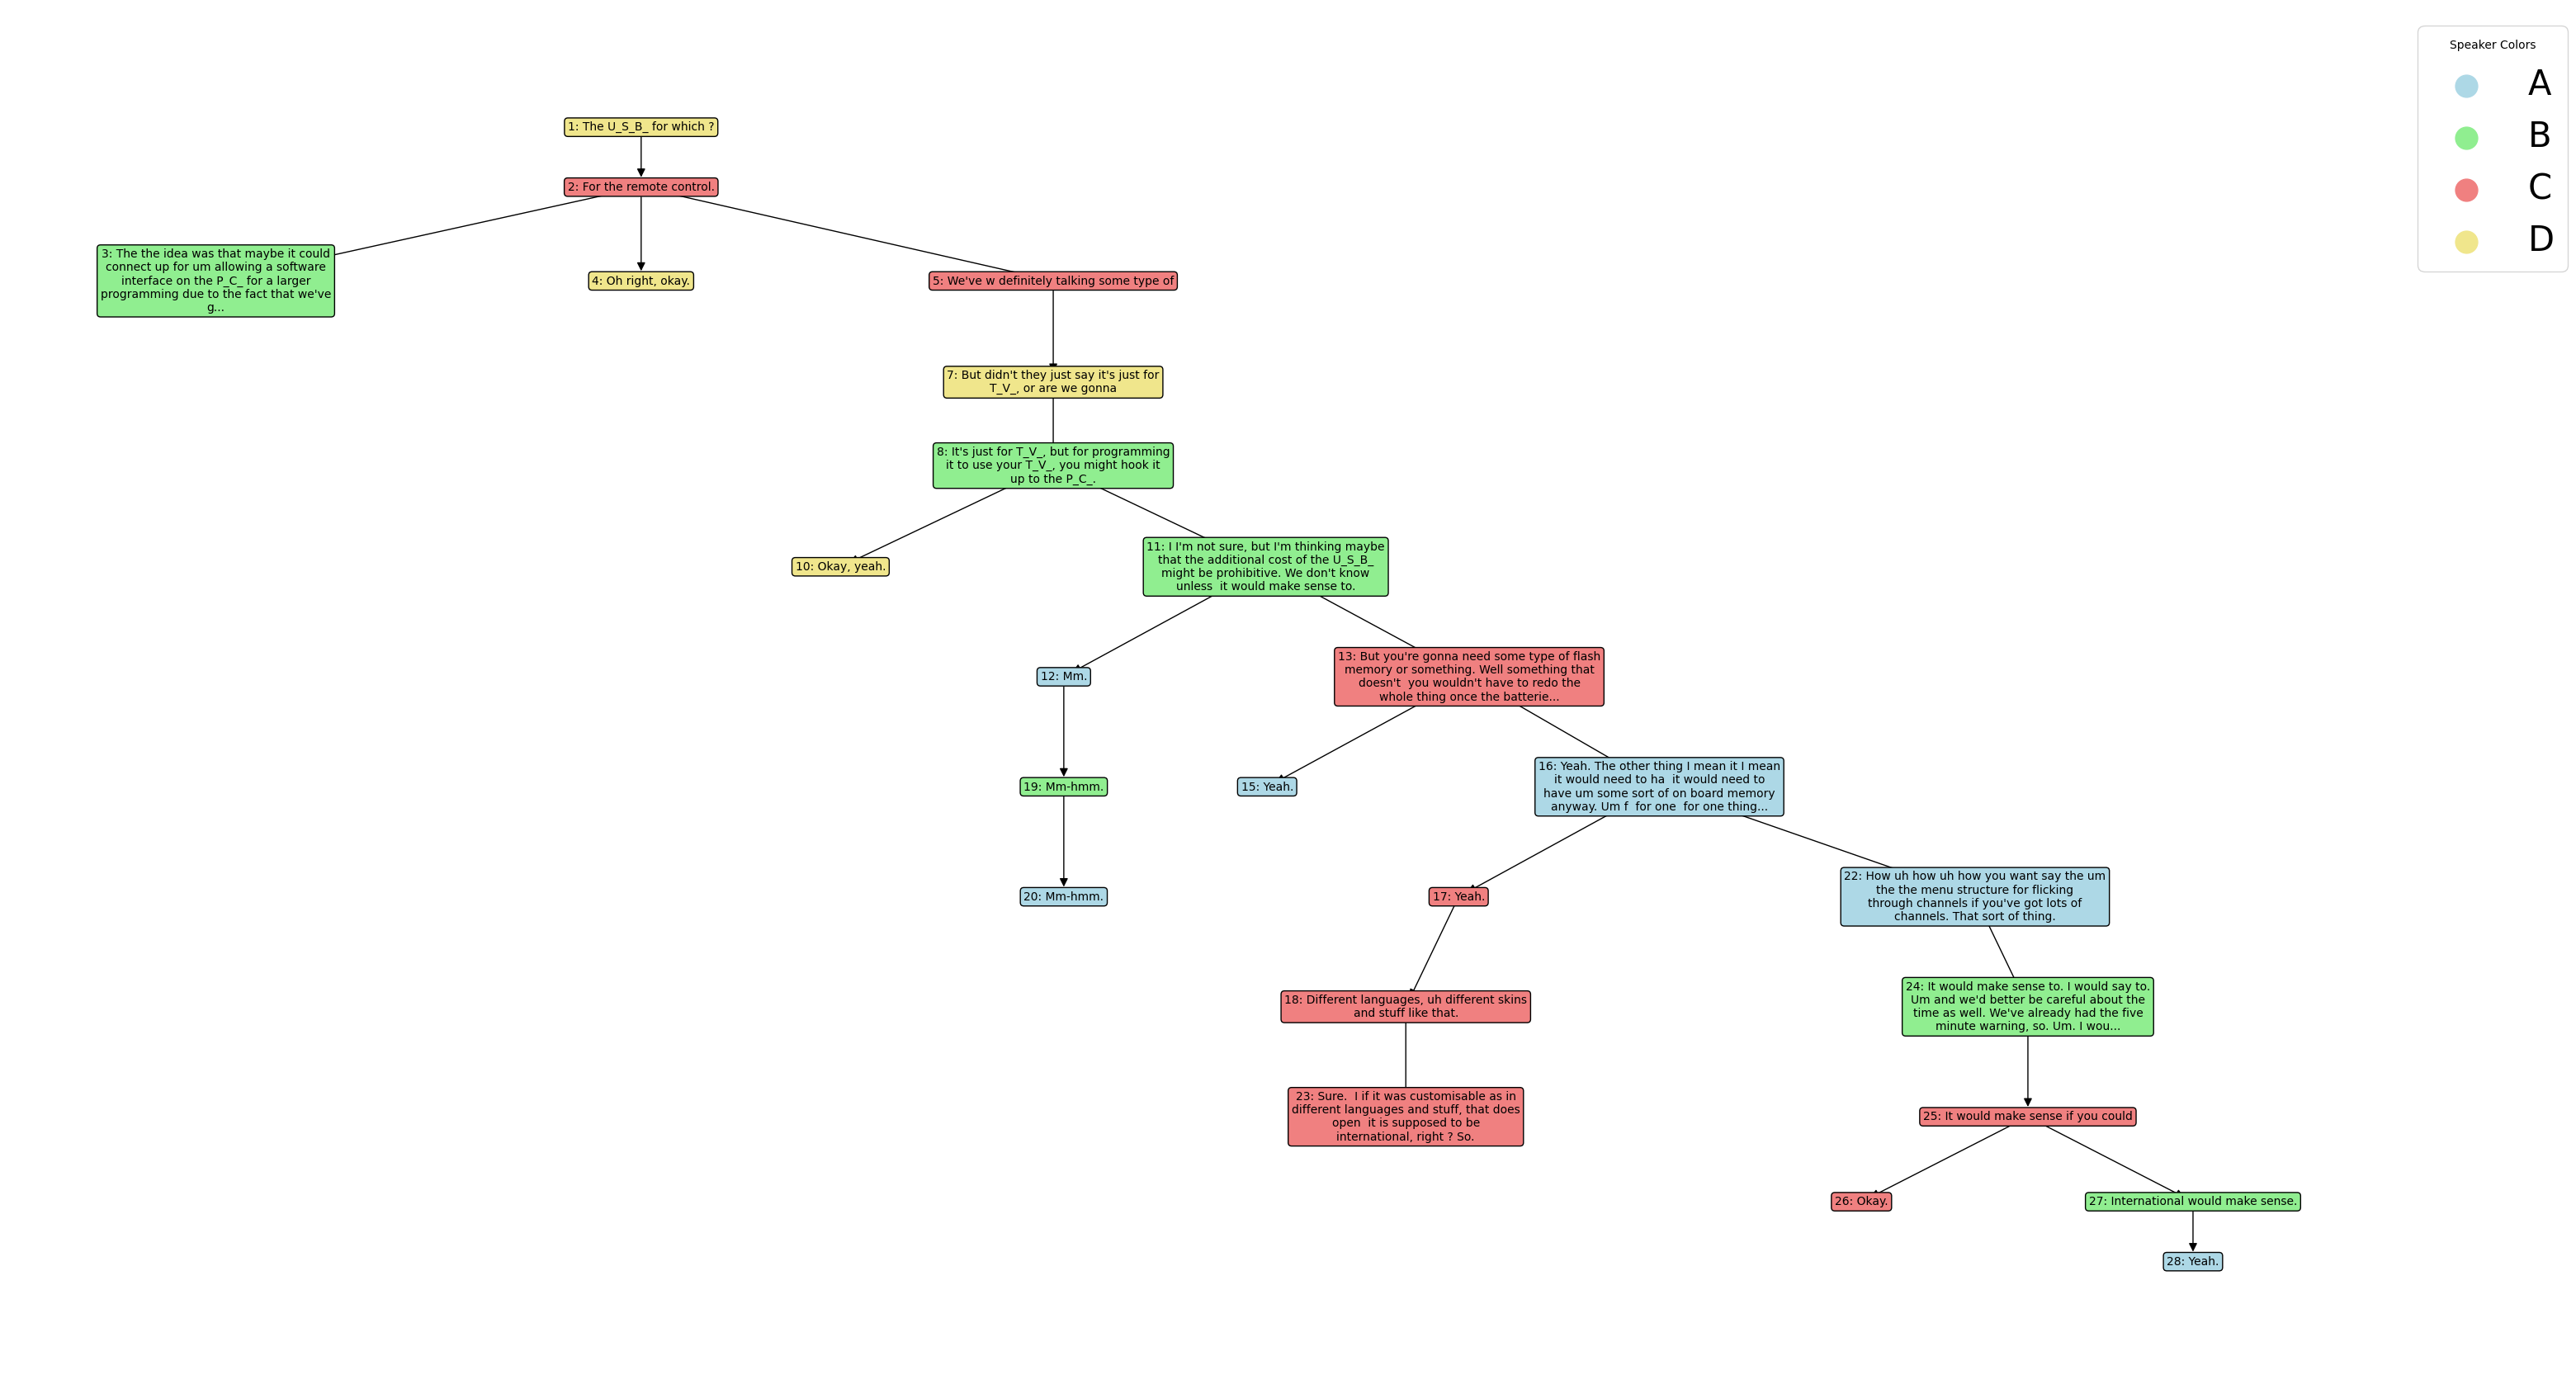 Speaker Colors
A
B
C
D
1: The U_S_B_ for which ?
2: For the remote control.
3: The the idea was that maybe it could
connect up for um allowing a software
interface on the P_C_ for a larger
programming due to the fact that we've
g...
4: Oh right, okay.
5: We've w definitely talking some type of
7: But didn't they just say it's just for
T_V_, or are we gonna
8: It's just for T_V_, but for programming
it to use your T_V_, you might hook it
up to the P_C_.
10: Okay, yeah.
11: I I'm not sure, but I'm thinking maybe
that the additional cost of the U_S_B_
might be prohibitive. We don't know
unless  it would make sense to.
12: Mm.
13: But you're gonna need some type of flash
memory or something. Well something that
doesn't  you wouldn't have to redo the
whole thing once the batterie...
19: Mm-hmm.
15: Yeah.
16: Yeah. The other thing I mean it I mean
it would need to ha  it would need to
have um some sort of on board memory
anyway. Um f  for one  for one thing...
20: Mm-hmm.
17: Yeah.
22: How uh how uh how you want say the um
the the menu structure for flicking
through channels if you've got lots of
channels. That sort of thing.
18: Different languages, uh different skins
and stuff like that.
24: It would make sense to. I would say to.
Um and we'd better be careful about the
time as well. We've already had the five
minute warning, so. Um. I wou...
23: Sure.  I if it was customisable as in
different languages and stuff, that does
open  it is supposed to be
international, right ? So.
25: It would make sense if you could
26: Okay.
27: International would make sense.
28: Yeah.